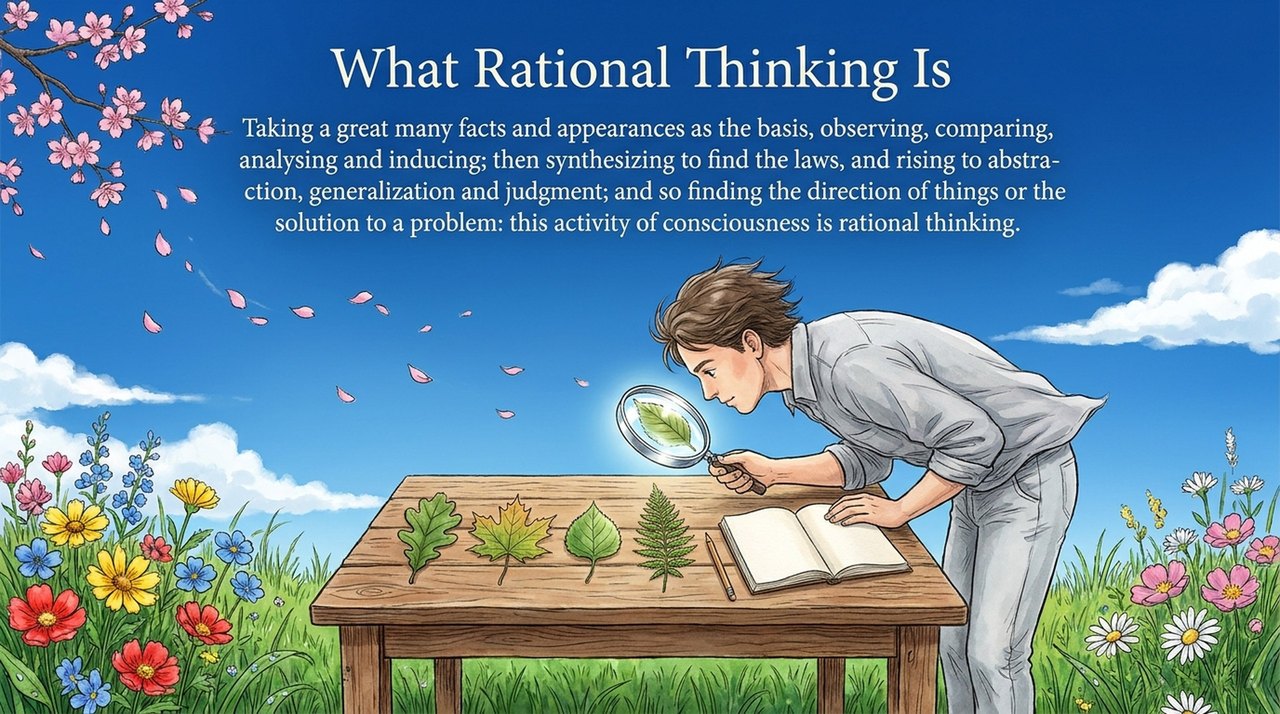 What Rational Thinking Is
Taking a great many facts and appearances as the basis, observing, comparing,
analysing and inducing; then synthesizing to find the laws, and rising to abstra-
ction, generalization and judgment; and so finding the direction of things or the
solution to a problem: this activity of consciousness is rational thinking.